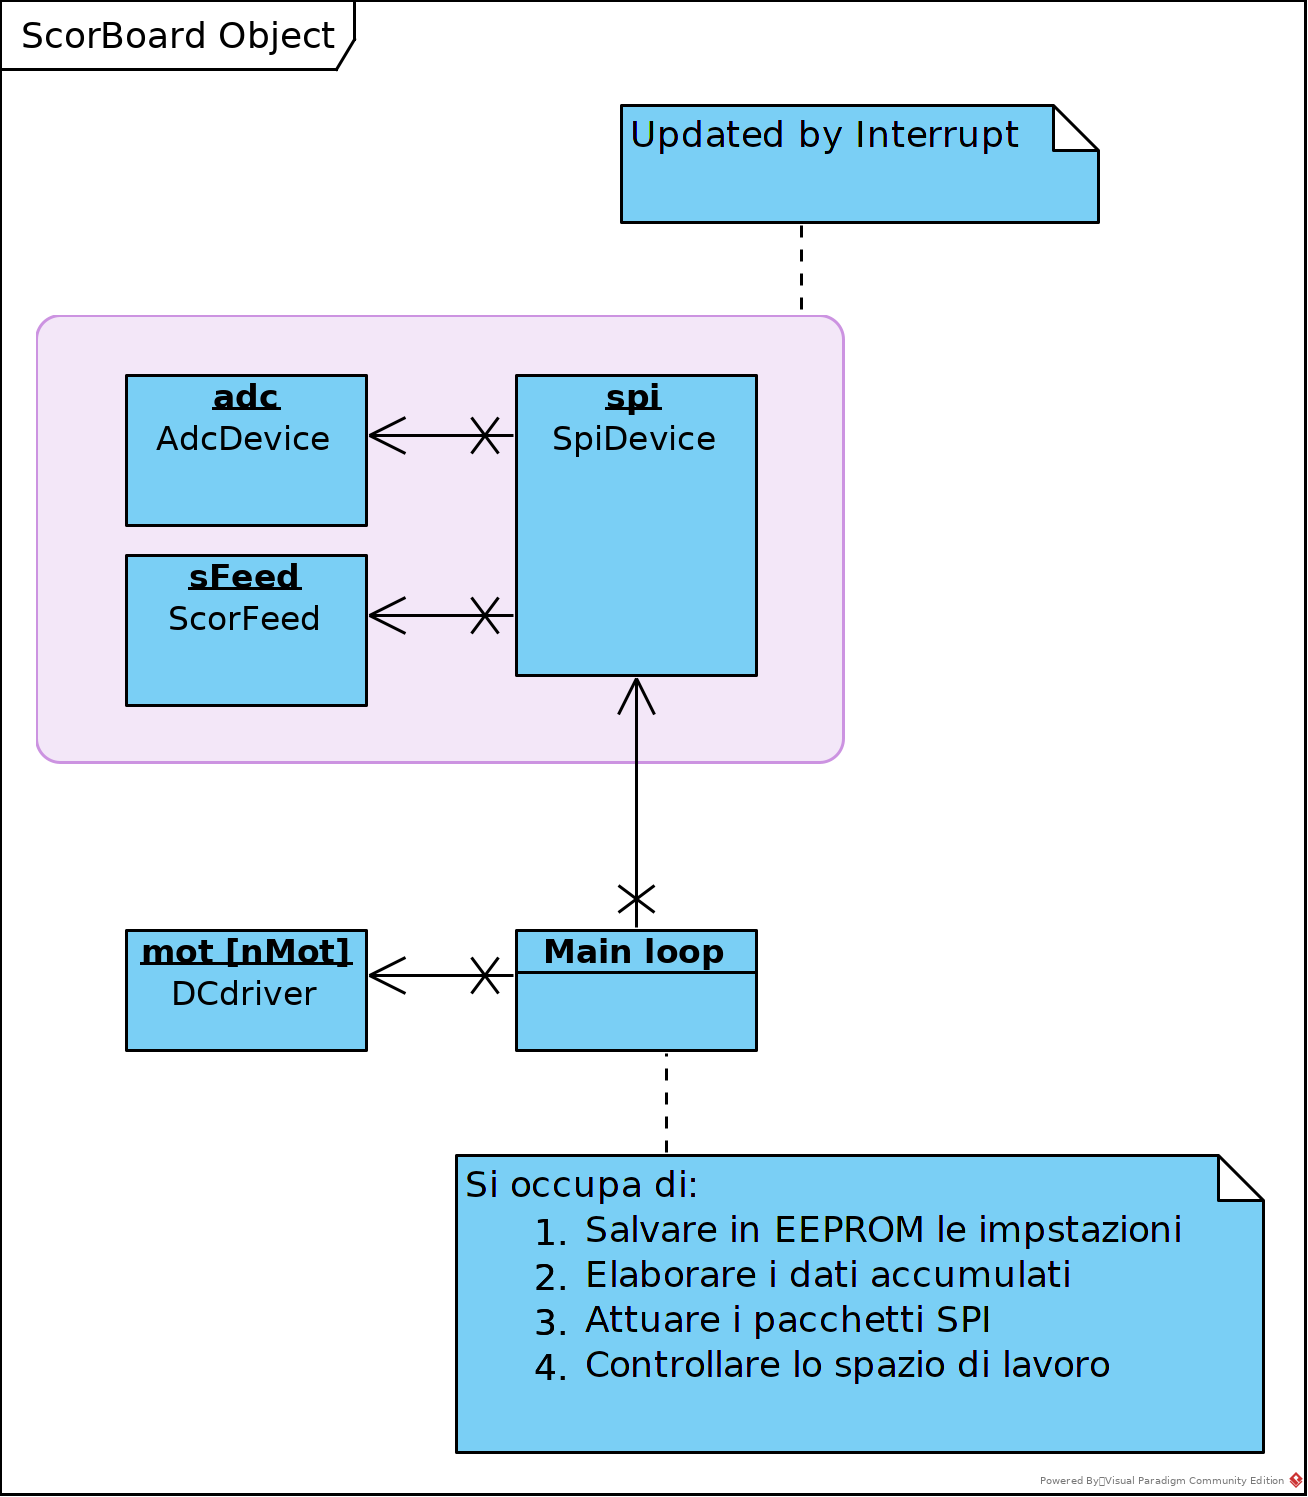 ScorBoard Object
Updated by Interrupt
adc
AdcDevice
spi
SpiDevice
sFeed
ScorFeed
mot [nMot]
DCdriver
Main loop
Si occupa di:
1. Salvare in EEPROM le impstazioni
2. Elaborare i dati accumulati
3. Attuare i pacchetti SPI
4. Controllare lo spazio di lavoro
Powered By Visual Paradigm Community Edition